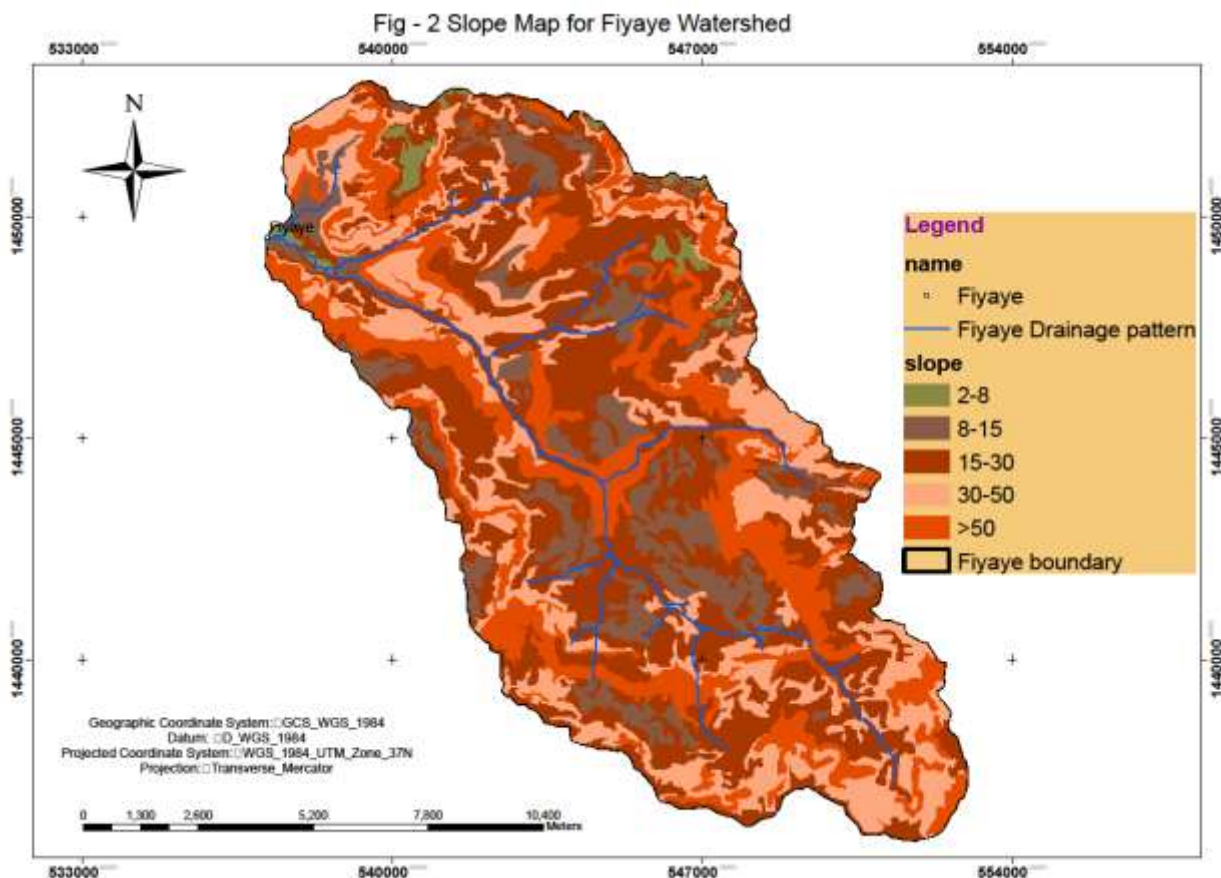 Fig - 2 Slope Map for Fiyaye Watershed
533000 540000 547000 554000
N
1450000 1450000
Fiyaye
Legend
name
Fiyaye
Fiyaye Drainage pattern
slope
2-8
8-15
15-30
30-50
>50
Fiyaye boundary
1445000 1445000
1440000 1440000
Geographic Coordinate System: GCS_WGS_1984
Datum: D_WGS_1984
Projected Coordinate System: WGS_1984_UTM_Zone_37N
Projection: Transverse_Mercator
0 1,300 2,600 5,200 7,800 10,400
Meters
533000 540000 547000 554000